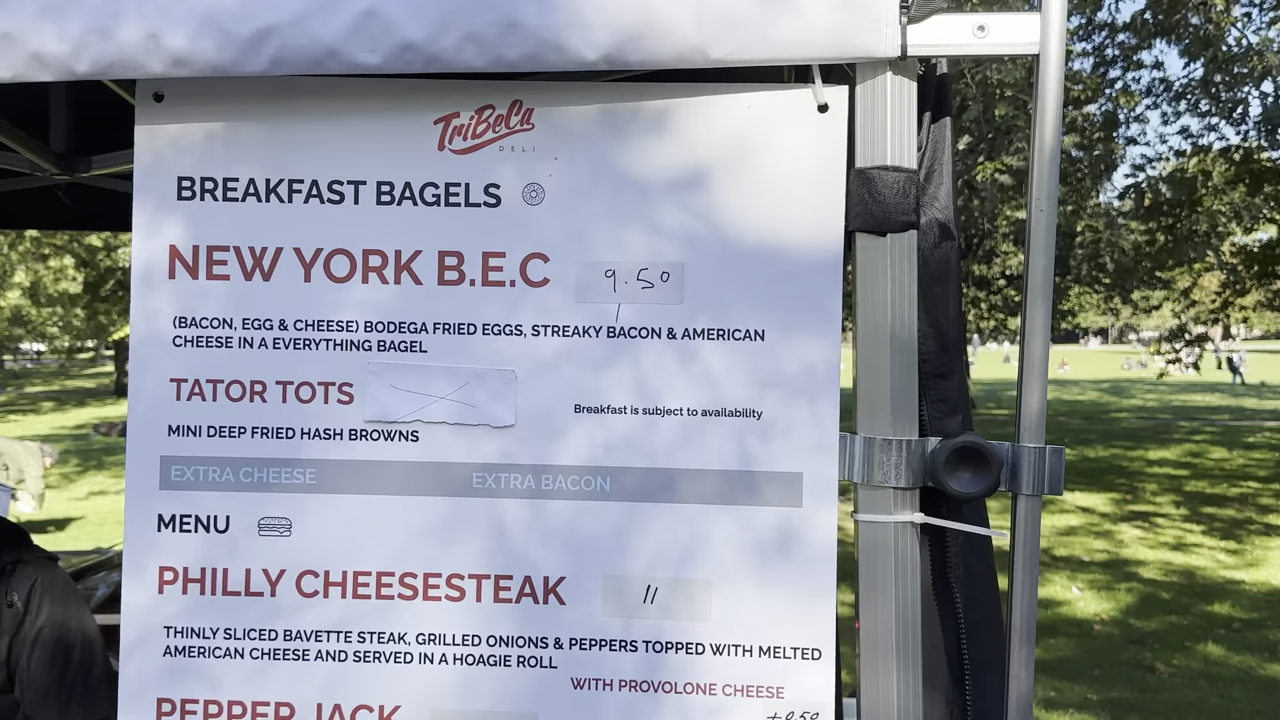 TriBeCa
DELI
BREAKFAST BAGELS
NEW YORK B.E.C 9.50
(BACON, EGG & CHEESE) BODEGA FRIED EGGS, STREAKY BACON & AMERICAN
CHEESE IN A EVERYTHING BAGEL
TATOR TOTS
Breakfast is subject to availability
MINI DEEP FRIED HASH BROWNS
EXTRA CHEESE EXTRA BACON
MENU
PHILLY CHEESESTEAK 11
THINLY SLICED BAVETTE STEAK, GRILLED ONIONS & PEPPERS TOPPED WITH MELTED
AMERICAN CHEESE AND SERVED IN A HOAGIE ROLL
WITH PROVOLONE CHEESE
PEPPER JACK +0.50